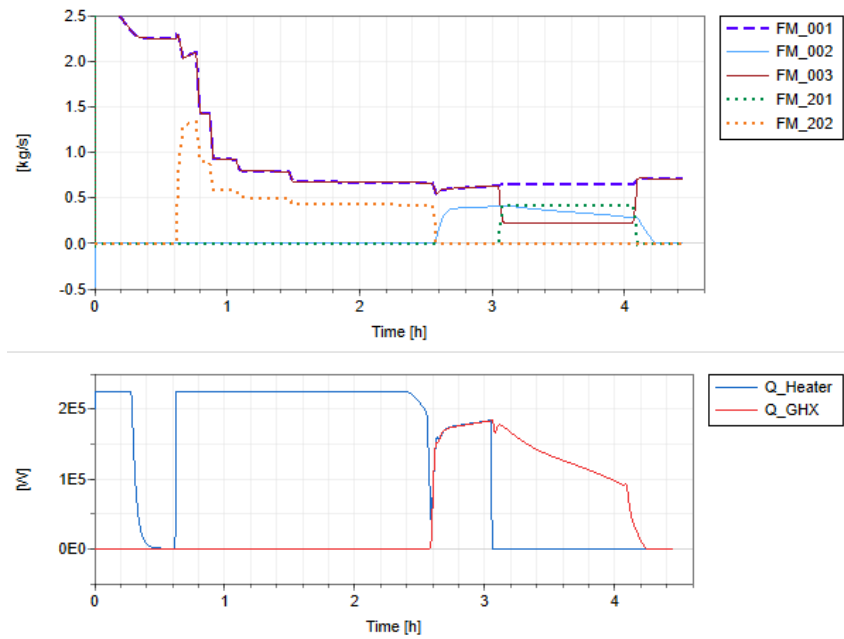 2.5
2.0
1.5
1.0
0.5
0.0
-0.5
[kg/s]
0 1 2 3 4
Time [h]
FM_001
FM_002
FM_003
FM_201
FM_202
2E5
1E5
0E0
[W]
0 1 2 3 4
Time [h]
Q_Heater
Q_GHX